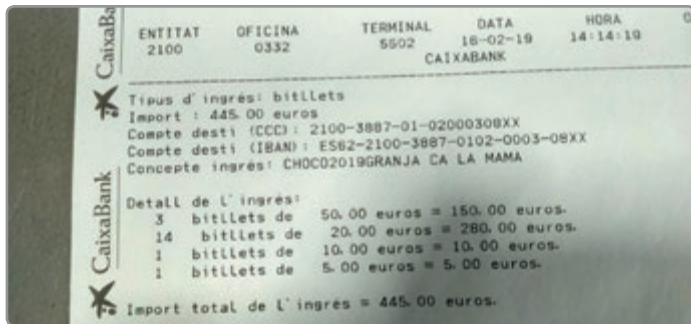 CaixaBa
ENTITAT OFICINA TERMINAL DATA HORA
2100 0332 5502 16-02-19 14:14:19
CAIXABANK
Tipus d'ingrés: bitllets
Import : 445.00 euros
Compte desti (CCC): 2100-3887-01-02000308XX
Compte desti (IBAN): ES62-2100-3887-0102-0003-08XX
Concepte ingrés: CHOCO2019GRANJA CA LA MAMA
CaixaBank
Detall de l'ingrés:
3 bitllets de 50.00 euros = 150.00 euros.
14 bitllets de 20.00 euros = 280.00 euros.
1 bitllets de 10.00 euros = 10.00 euros.
1 bitllets de 5.00 euros = 5.00 euros.
Import total de l'ingrés = 445.00 euros.